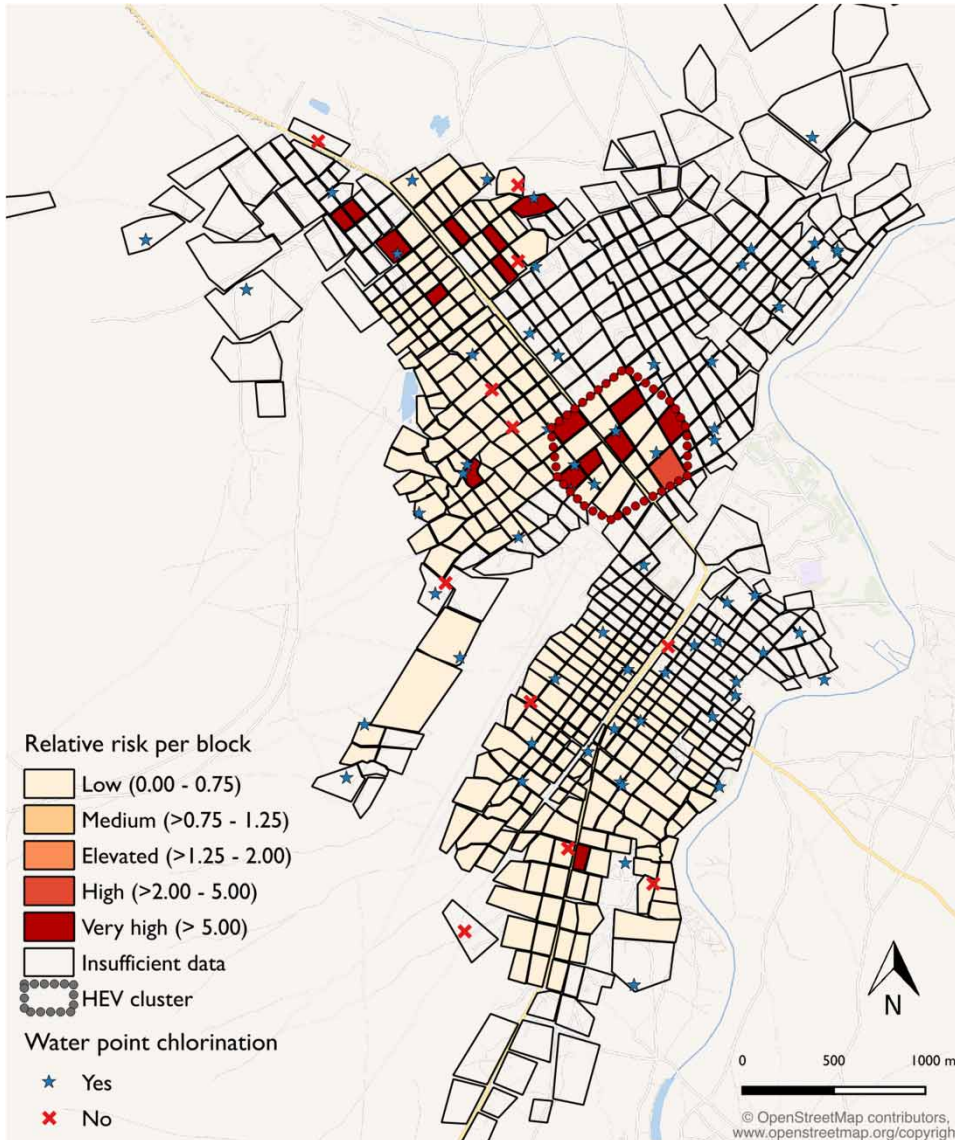 Relative risk per block
Low (0.00 - 0.75)
Medium (>0.75 - 1.25)
Elevated (>1.25 - 2.00)
High (>2.00 - 5.00)
Very high (> 5.00)
Insufficient data
HEV cluster
Water point chlorination
Yes
No
N
0 500 1000 m
© OpenStreetMap contributors,
www.openstreetmap.org/copyrigh